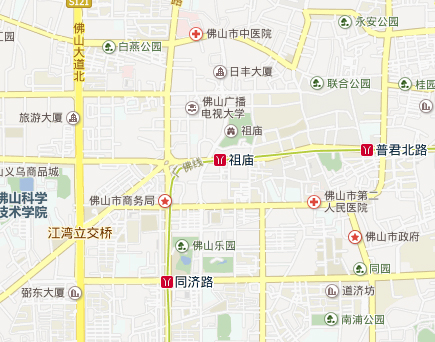 S121
永安公园
白燕公园
佛山市中医院
佛山大道北
日丰大厦
联合公园
桂园
佛山广播
电视大学
旅游大厦
祖庙
广佛线
祖庙
普君北路
山义乌商品城
佛山科学
技术学院
佛山市商务局
佛山市第二
人民医院
江湾立交桥
佛山市政府
佛山乐园
同园
同济路
弼东大厦
道济坊
南浦公园